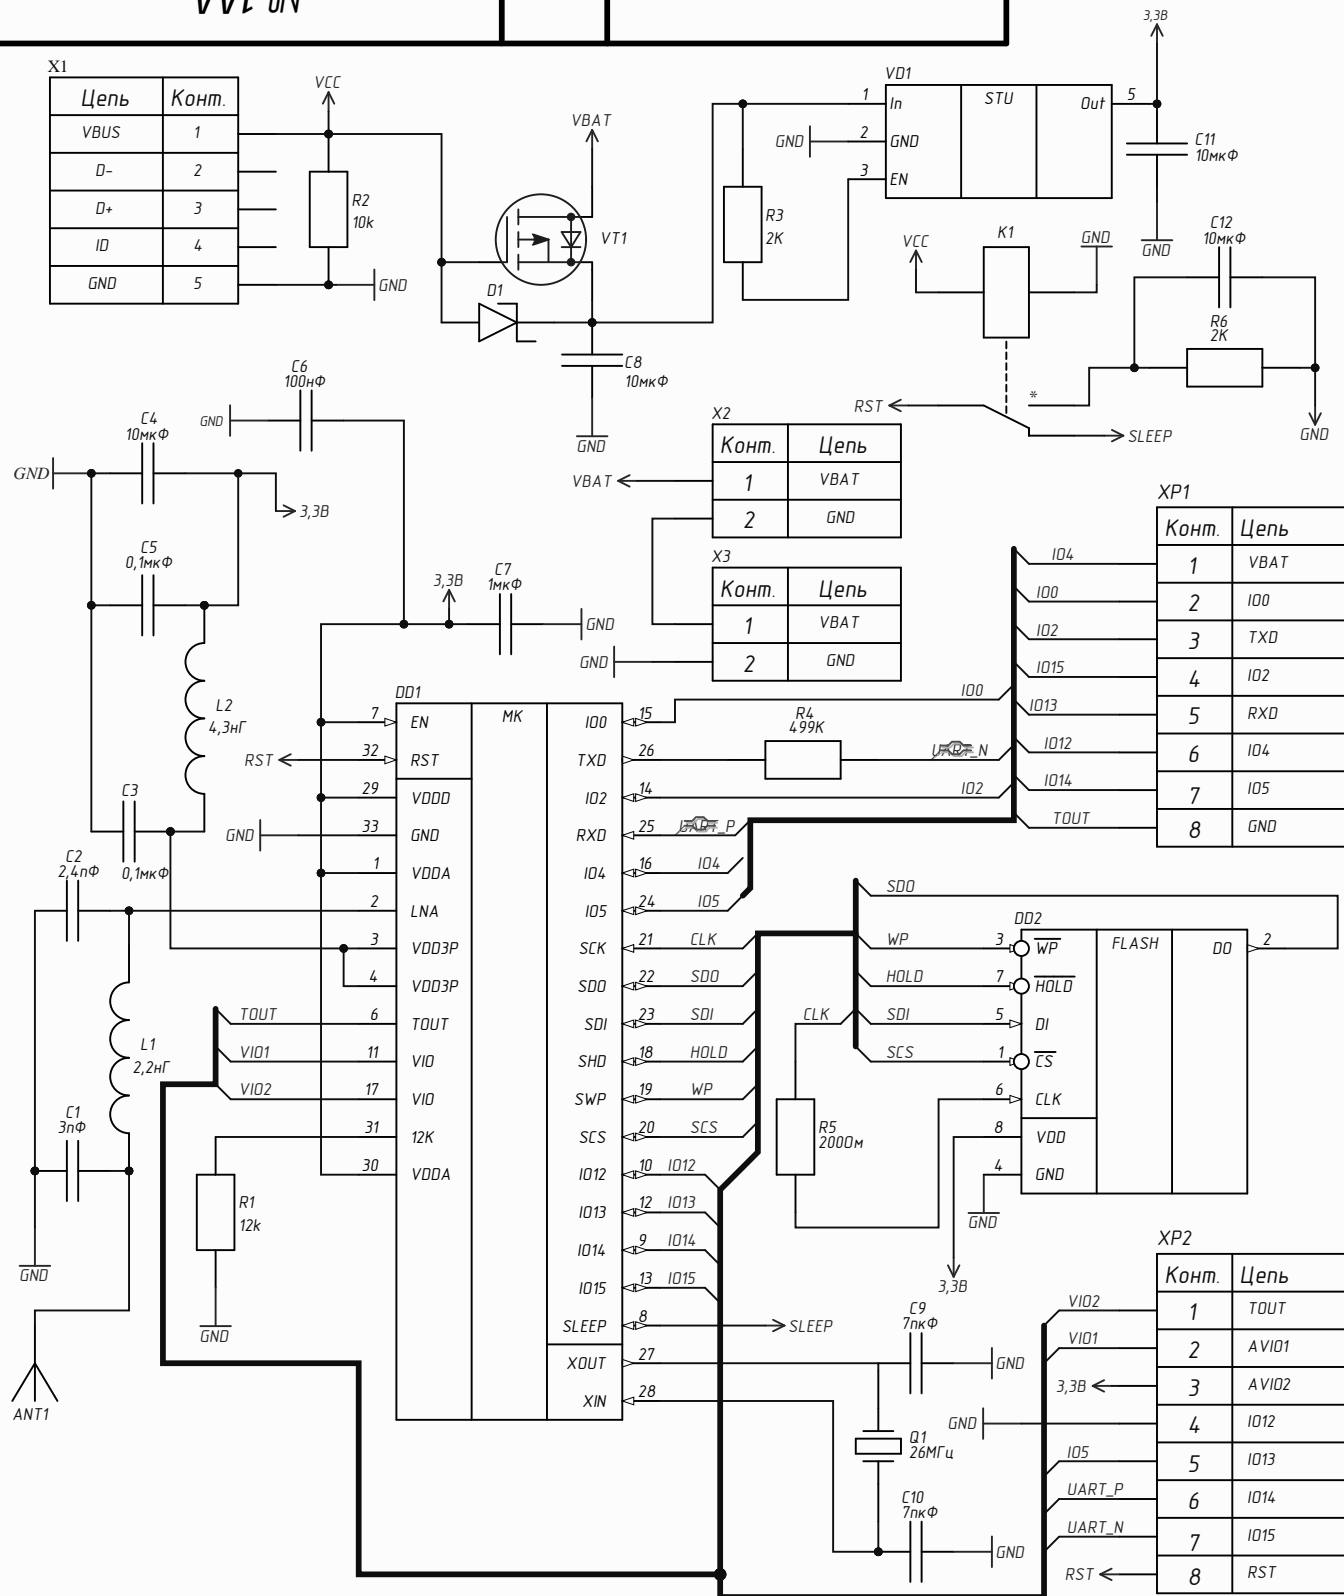 X1
Цепь Конт.
VBUS 1
D- 2
D+ 3
ID 4
GND 5
VCC
R2
10k
GND
VBAT
VT1
D1
C8
10мкФ
GND
R3
2K
VD1
STU
1 In
GND 2 GND
3 EN
Out 5
3,3В
C11
10мкФ
GND
VCC
K1
GND
C12
10мкФ
R6
2K
GND
RST
*
SLEEP
C6
100нФ
GND
C4
10мкФ
GND
3,3В
C5
0,1мкФ
L2
4,3нГ
C3
0,1мкФ
C2
2,4пФ
L1
2,2нГ
C1
3пФ
GND
ANT1
3,3В
C7
1мкФ
GND
X2
Конт. Цепь
1 VBAT
2 GND
VBAT
X3
Конт. Цепь
1 VBAT
2 GND
GND
DD1
МК
7 EN
RST 32 RST
29 VDDD
GND 33 GND
1 VDDA
2 LNA
3 VDD3P
4 VDD3P
TOUT 6 TOUT
VIO1 11 VIO
VIO2 17 VIO
31 12K
30 VDDA
R1
12k
GND
IO0 15 IO0
TXD 26
R4
499K
IO2 14 IO2
RXD 25
IO4 16 IO4
IO5 24 IO5
SCK 21 CLK
SDO 22 SDO
SDI 23 SDI
SHD 18 HOLD
SWP 19 WP
SCS 20 SCS
IO12 10 IO12
IO13 12 IO13
IO14 9 IO14
IO15 13 IO15
SLEEP 8 SLEEP
XOUT 27
XIN 28
XP1
Конт. Цепь
IO4 1 VBAT
IO0 2 IO0
IO2 3 TXD
IO15 4 IO2
IO13 5 RXD
IO12 6 IO4
IO14 7 IO5
TOUT 8 GND
SDO
DD2
FLASH
WP 3 WP
HOLD 7 HOLD
SDI 5 DI
SCS 1 CS
6 CLK
8 VDD
4 GND
DO 2
CLK
R5
200Ом
GND
3,3В
C9
7пкФ
GND
Q1
26МГц
C10
7пкФ
GND
XP2
Конт. Цепь
VIO2 1 TOUT
VIO1 2 AVIO1
3,3В 3 AVIO2
GND 4 IO12
IO5 5 IO13
UART_P 6 IO14
UART_N 7 IO15
RST 8 RST